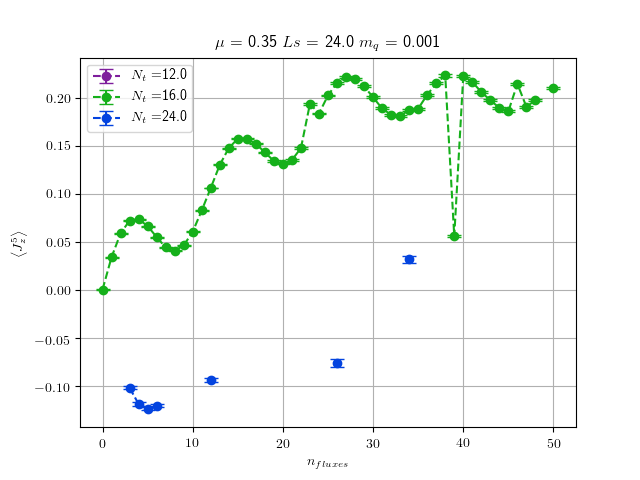 μ = 0.35 Ls = 24.0 m_q = 0.001
N_t =12.0
N_t =16.0
N_t =24.0
0.20
0.15
0.10
0.05
0.00
−0.05
−0.10
⟨J_z^5⟩
0 10 20 30 40 50
n_{fluxes}